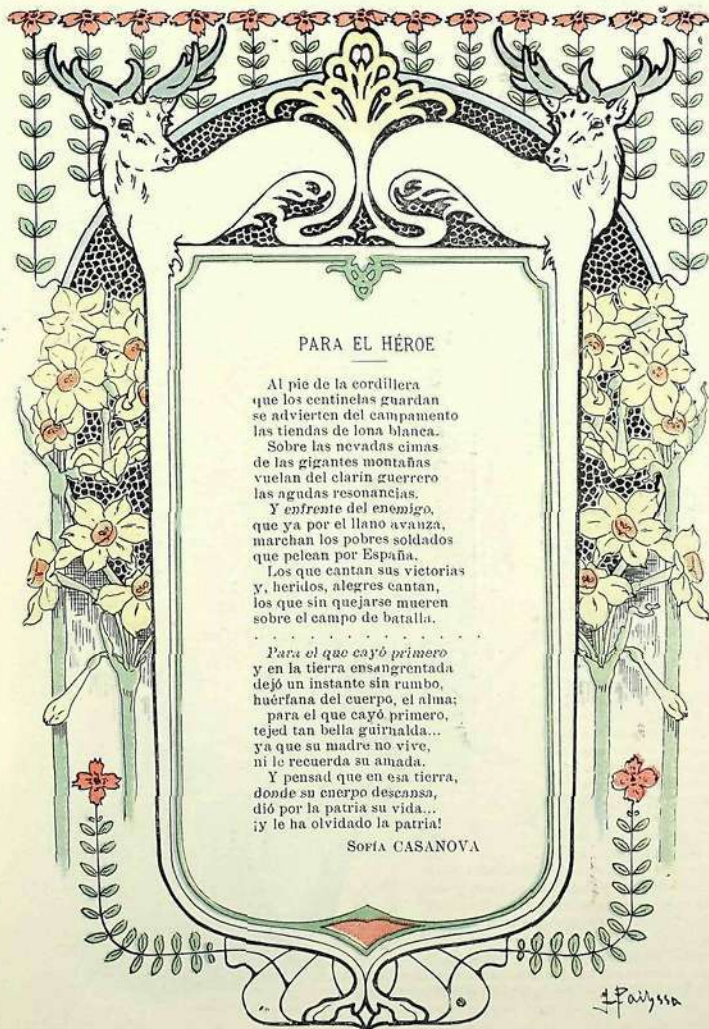 PARA EL HÉROE
Al pie de la cordillera
que los centinelas guardan
se advierten del campamento
las tiendas de lona blanca.
Sobre las nevadas cimas
de las gigantes montañas
vuelan del clarín guerrero
las agudas resonancias.
Y enfrente del enemigo,
que ya por el llano avanza,
marchan los pobres soldados
que pelean por España.
Los que cantan sus victorias
y, heridos, alegres cantan,
los que sin quejarse mueren
sobre el campo de batalla.
. . . . . . . . . . . . .
Para el que cayó primero
y en la tierra ensangrentada
dejó un instante sin rumbo,
huérfana del cuerpo, el alma;
para el que cayó primero,
tejed tan bella guirnalda...
ya que su madre no vive,
ni le recuerda su amada.
Y pensad que en esa tierra,
donde su cuerpo descansa,
dió por la patria su vida...
¡y le ha olvidado la patria!
SOFÍA CASANOVA